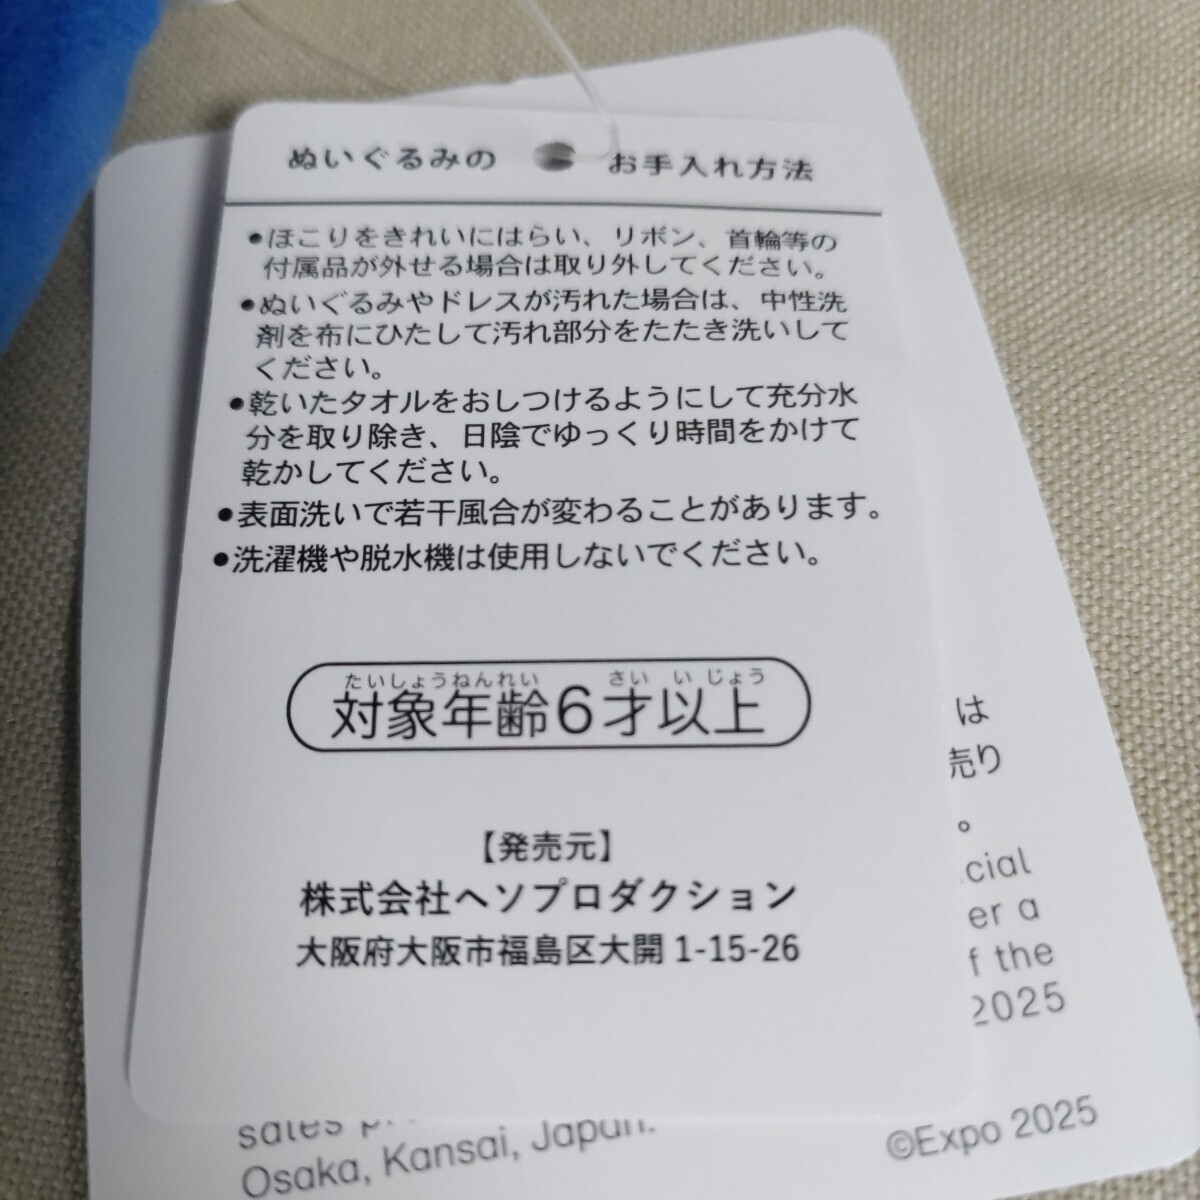 ぬいぐるみの お手入れ方法
●ほこりをきれいにはらい、リボン、首輪等の
付属品が外せる場合は取り外してください。
●ぬいぐるみやドレスが汚れた場合は、中性洗
剤を布にひたして汚れ部分をたたき洗いして
ください。
●乾いたタオルをおしつけるようにして充分水
分を取り除き、日陰でゆっくり時間をかけて
乾かしてください。
●表面洗いで若干風合が変わることがあります。
●洗濯機や脱水機は使用しないでください。
たいしょうねんれい さい い じょう
対象年齢6才以上
【発売元】
株式会社ヘソプロダクション
大阪府大阪市福島区大開1-15-26
は
売り
。
cial
er a
f the
2025
sales
Osaka, Kansai, Japan.
©Expo 2025